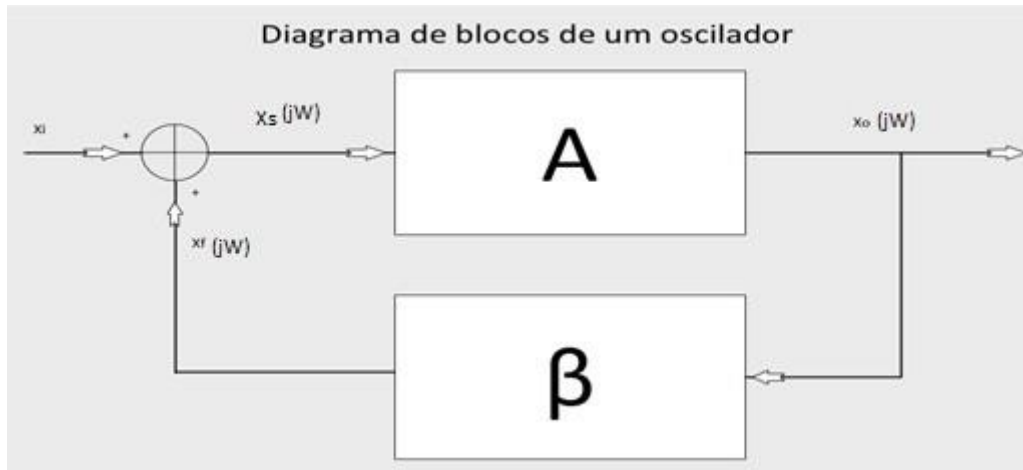 Diagrama de blocos de um oscilador
xi
+
Xs (jW)
A
xo (jW)
+
xf (jW)
β